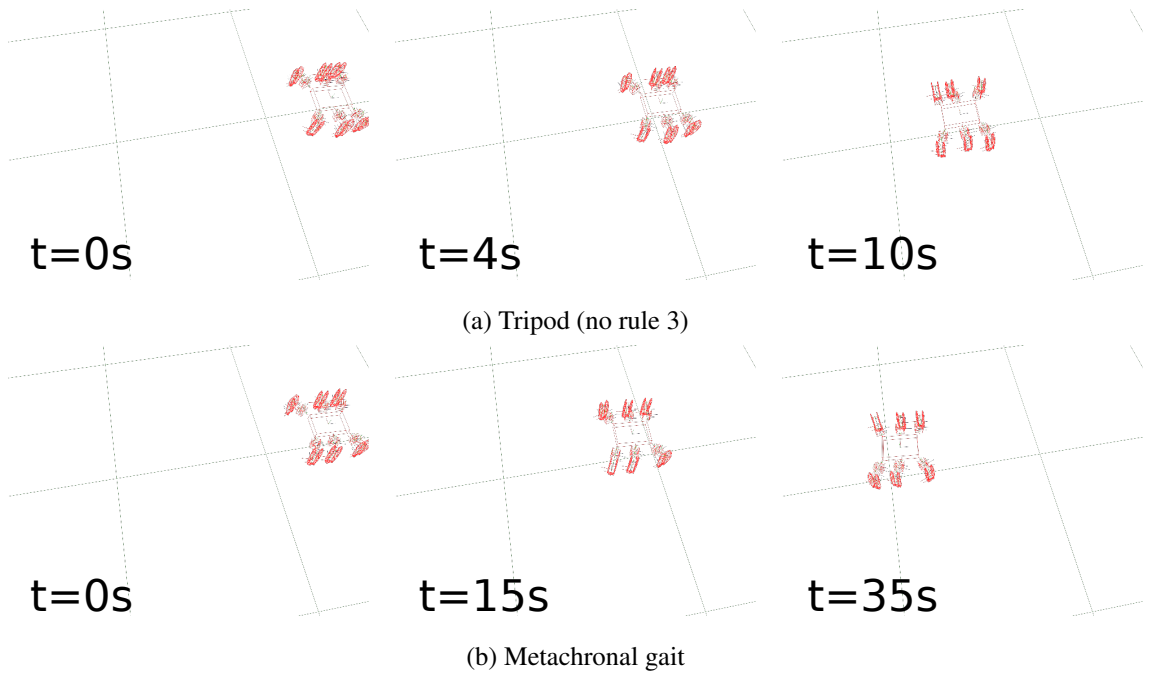 t=0s
t=4s
t=10s
(a) Tripod (no rule 3)
t=0s
t=15s
t=35s
(b) Metachronal gait